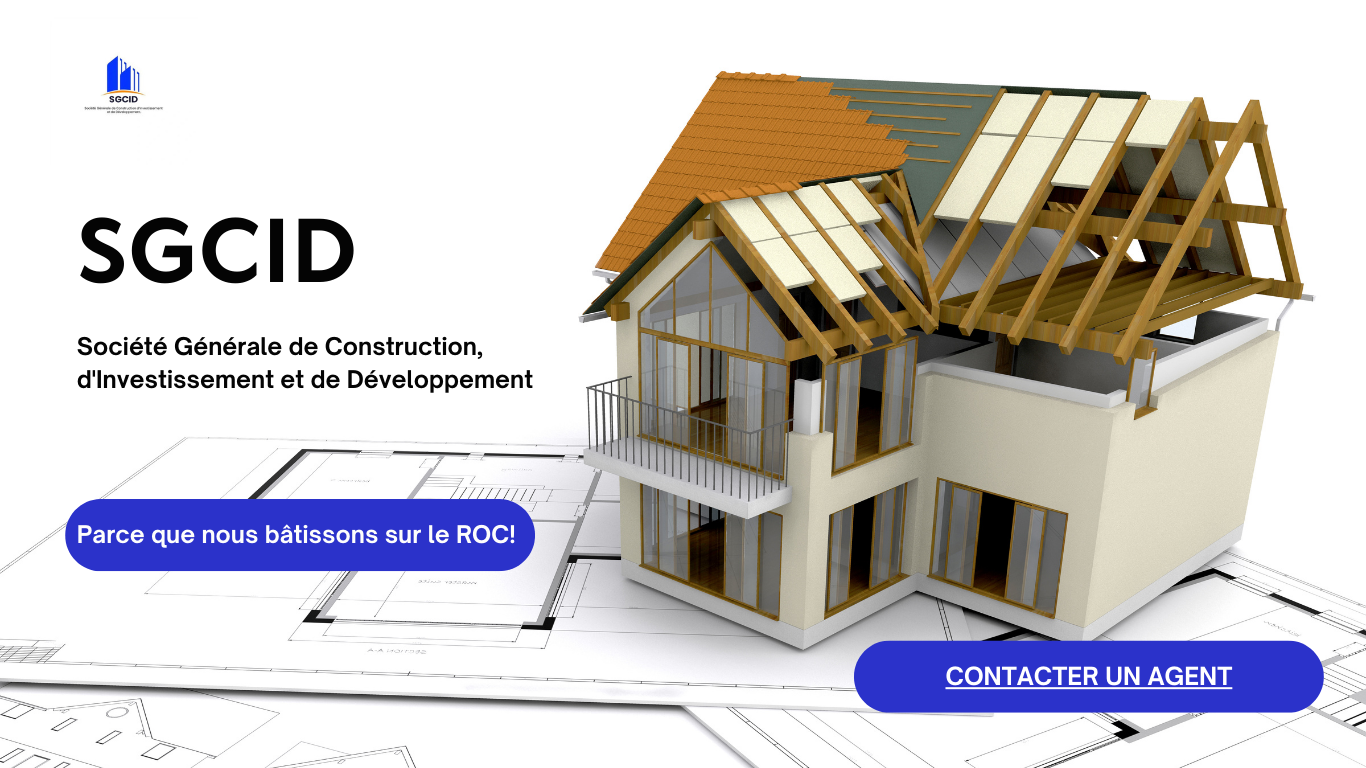 SGCID
Société Générale de Construction d'Investissement
et de Développement
SGCID
Société Générale de Construction,
d'Investissement et de Développement
Parce que nous bâtissons sur le ROC!
CONTACTER UN AGENT